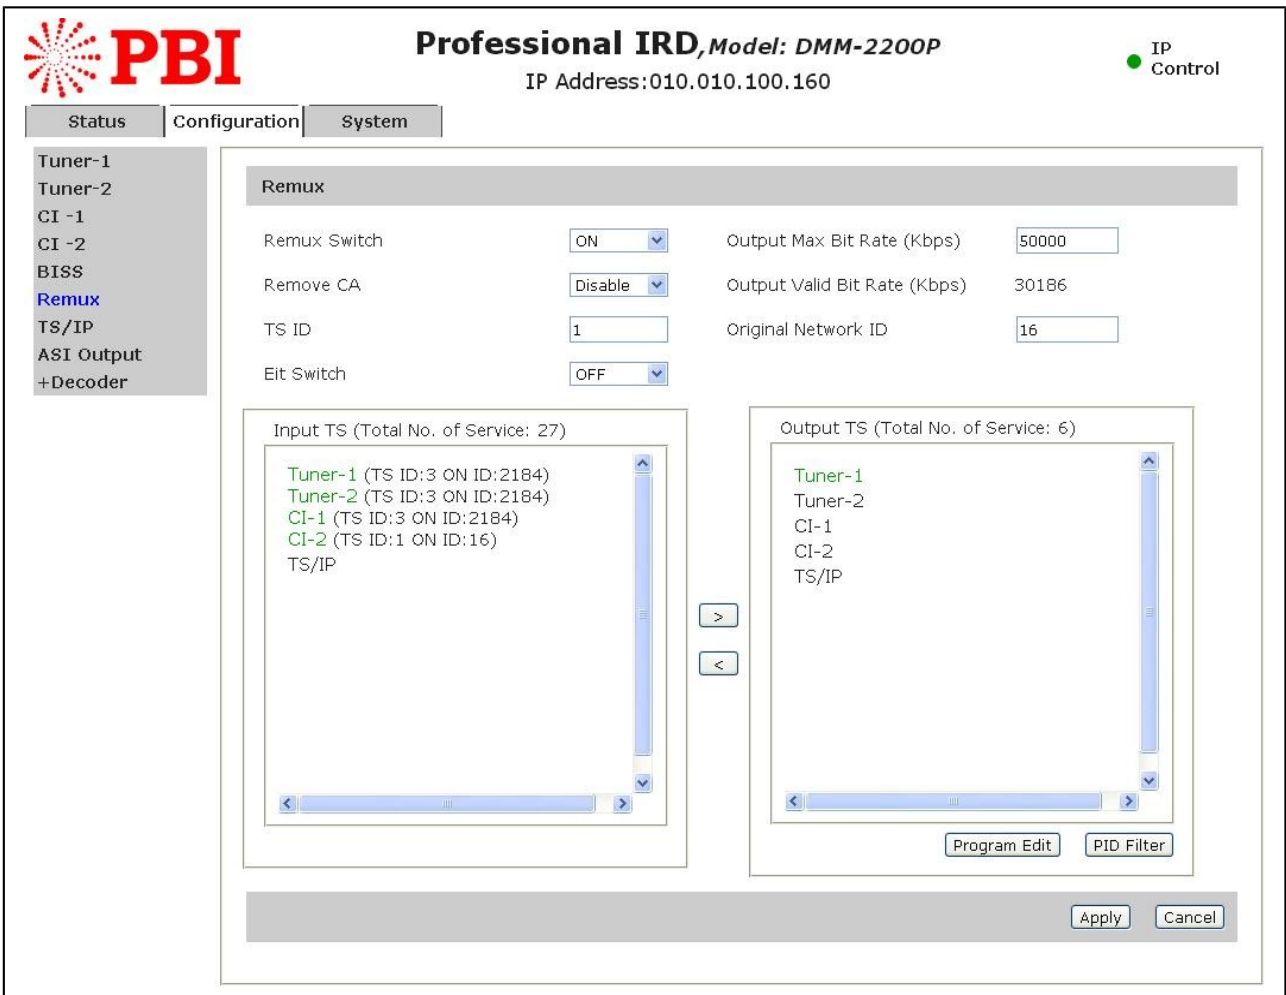 PBI
Professional IRD, Model: DMM-2200P
IP Address:010.010.100.160
IP
Control
Status Configuration System
Tuner-1
Tuner-2
CI -1
CI -2
BISS
Remux
TS/IP
ASI Output
+Decoder
Remux
Remux Switch ON Output Max Bit Rate (Kbps) 50000
Remove CA Disable Output Valid Bit Rate (Kbps) 30186
TS ID 1 Original Network ID 16
Eit Switch OFF
Input TS (Total No. of Service: 27)
Tuner-1 (TS ID:3 ON ID:2184)
Tuner-2 (TS ID:3 ON ID:2184)
CI-1 (TS ID:3 ON ID:2184)
CI-2 (TS ID:1 ON ID:16)
TS/IP
>
<
Output TS (Total No. of Service: 6)
Tuner-1
Tuner-2
CI-1
CI-2
TS/IP
Program Edit PID Filter
Apply Cancel